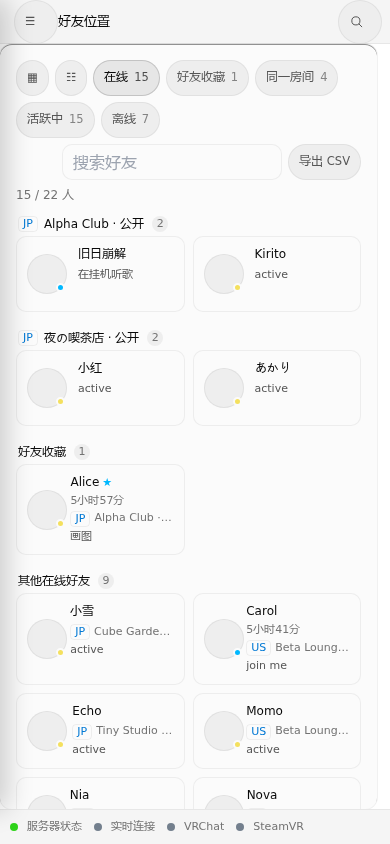 好友位置
在线 15
好友收藏 1
同一房间 4
活跃中 15
离线 7
搜索好友
导出 CSV
15 / 22 人
JP Alpha Club · 公开 2
旧日崩解
在挂机听歌
Kirito
active
JP 夜の喫茶店 · 公开 2
小红
active
あかり
active
好友收藏 1
Alice ★
5小时57分
JP Alpha Club ·...
画图
其他在线好友 9
小雪
JP Cube Garde...
active
Carol
5小时41分
US Beta Loung...
join me
Echo
JP Tiny Studio ...
active
Momo
US Beta Loung...
active
Nia
Nova
服务器状态
实时连接
VRChat
SteamVR